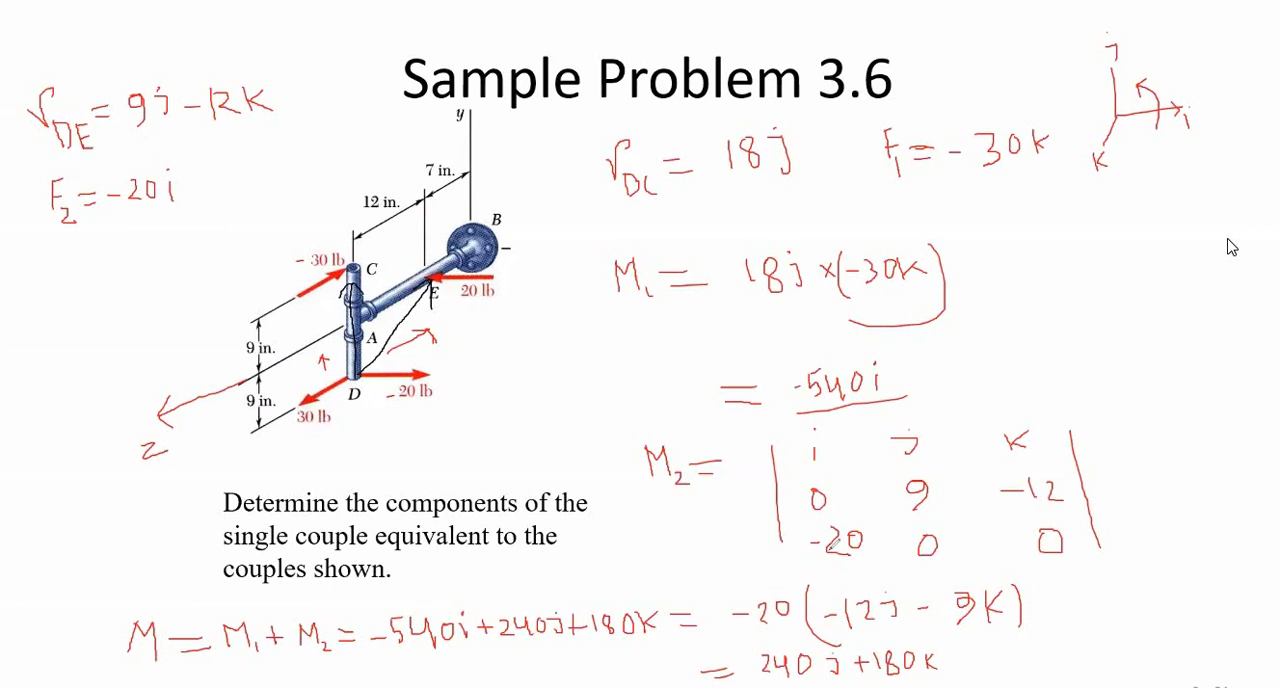 Sample Problem 3.6
r_DE = 9j - 12k
F_2 = -20i
r_DC = 18j
F_1 = -30k
j
i
k
y
7 in.
12 in.
B
- 30 lb
C
E
20 lb
M_1 = 18j × (-30k)
A
9 in.
9 in.
D
- 20 lb
30 lb
z
= -540i
M_2 =
i j k
0 9 -12
-20 0 0
Determine the components of the
single couple equivalent to the
couples shown.
M = M_1 + M_2 = -540i + 240j + 180k
= -20(-12j - 9k)
= 240j + 180k